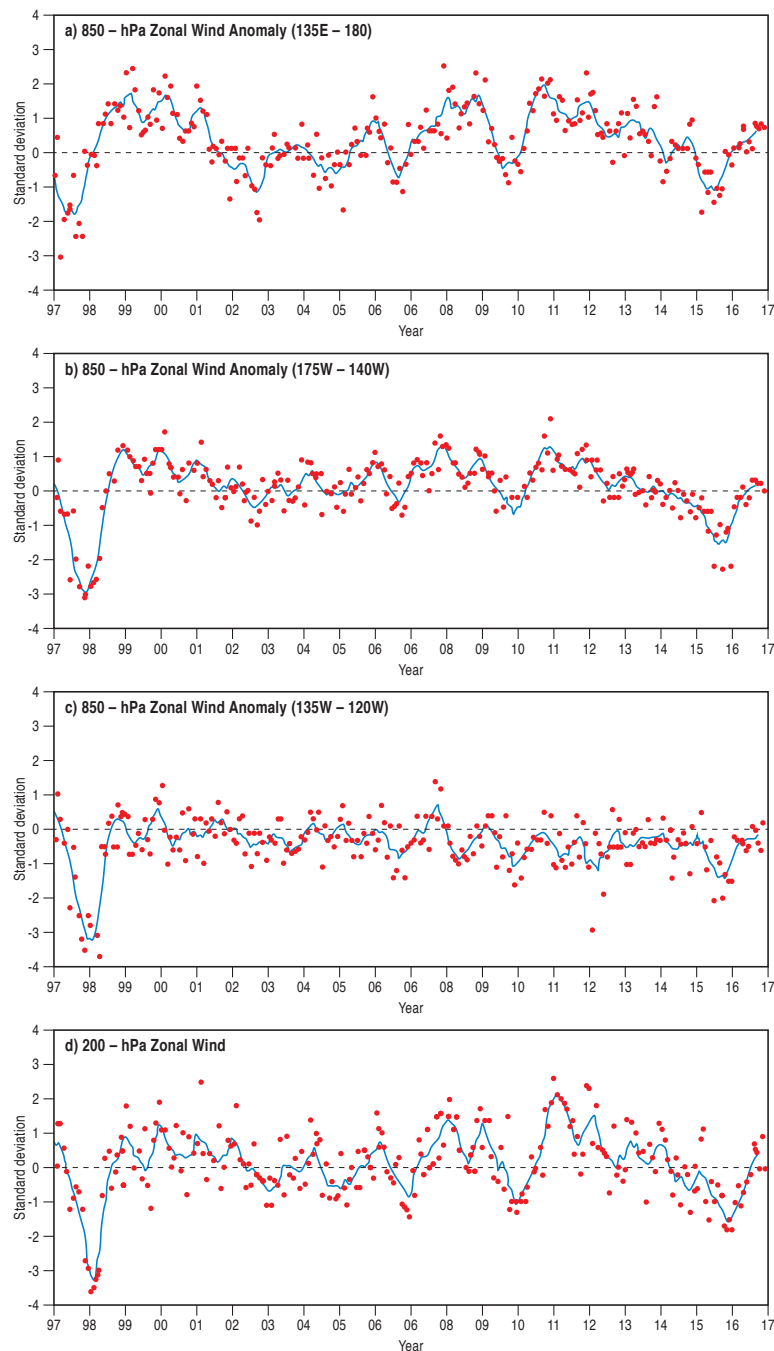 a) 850 – hPa Zonal Wind Anomaly (135E – 180)
Standard deviation
4
3
2
1
0
-1
-2
-3
-4
97 98 99 00 01 02 03 04 05 06 08 09 10 11 12 13 14 15 16 17
Year
b) 850 – hPa Zonal Wind Anomaly (175W – 140W)
Standard deviation
4
3
2
1
0
-1
-2
-3
-4
97 98 99 00 01 02 03 04 05 06 08 09 10 11 12 13 14 15 16 17
Year
c) 850 – hPa Zonal Wind Anomaly (135W – 120W)
Standard deviation
4
3
2
1
0
-1
-2
-3
-4
97 98 99 00 01 02 03 04 05 06 08 09 10 11 12 13 14 15 16 17
Year
d) 200 – hPa Zonal Wind
Standard deviation
4
3
2
1
0
-1
-2
-3
-4
97 98 99 00 01 02 03 04 05 06 08 09 10 11 12 13 14 15 16 17
Year